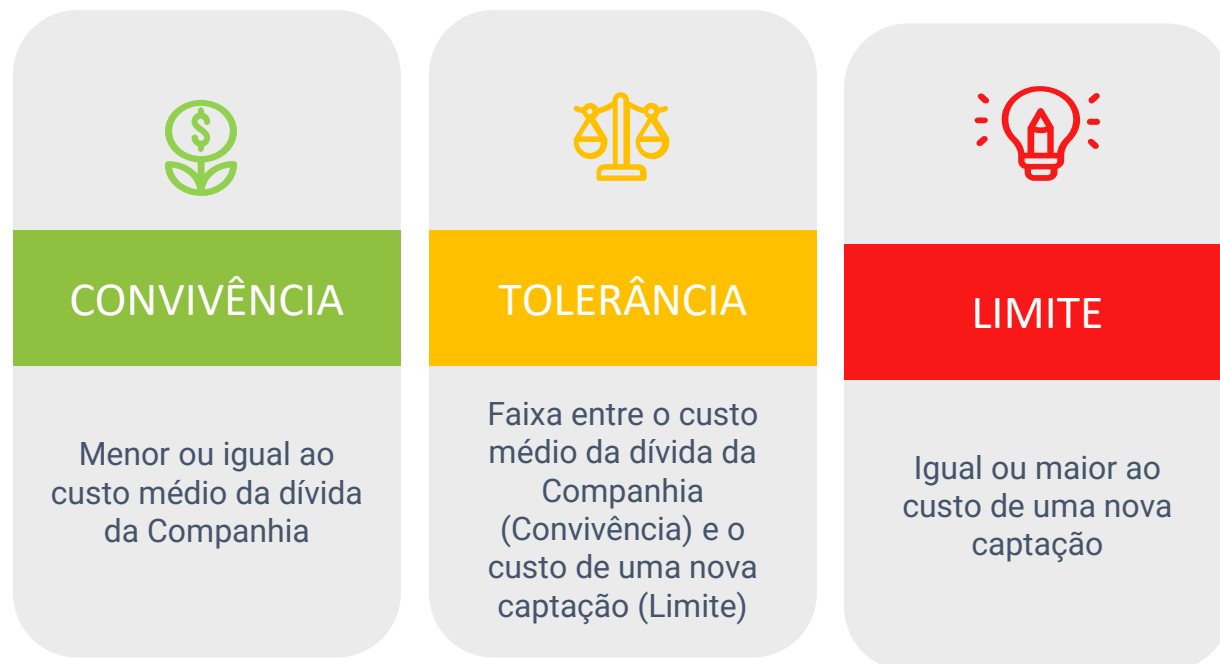 CONVIVÊNCIA
Menor ou igual ao
custo médio da dívida
da Companhia
TOLERÂNCIA
Faixa entre o custo
médio da dívida da
Companhia
(Convivência) e o
custo de uma nova
captação (Limite)
LIMITE
Igual ou maior ao
custo de uma nova
captação